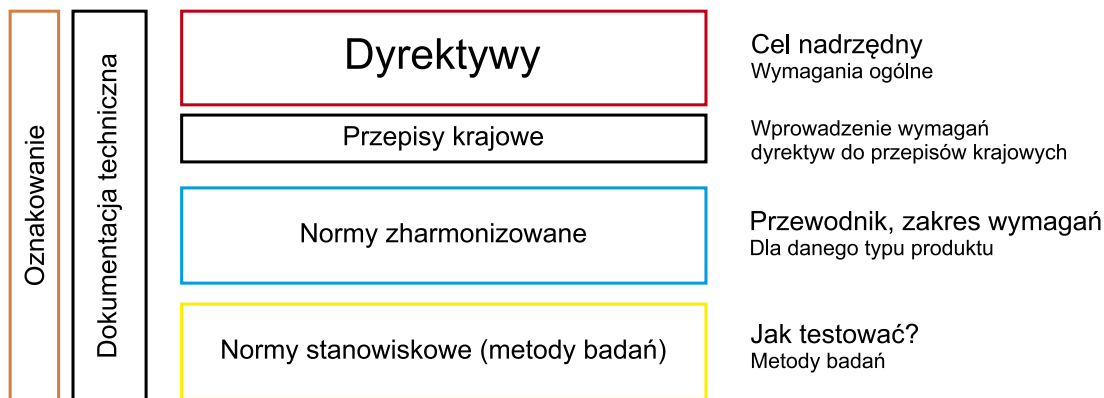 Oznakowanie
Dokumentacja techniczna
Dyrektywy
Cel nadrzędny
Wymagania ogólne
Przepisy krajowe
Wprowadzenie wymagań
dyrektyw do przepisów krajowych
Normy zharmonizowane
Przewodnik, zakres wymagań
Dla danego typu produktu
Normy stanowiskowe (metody badań)
Jak testować?
Metody badań